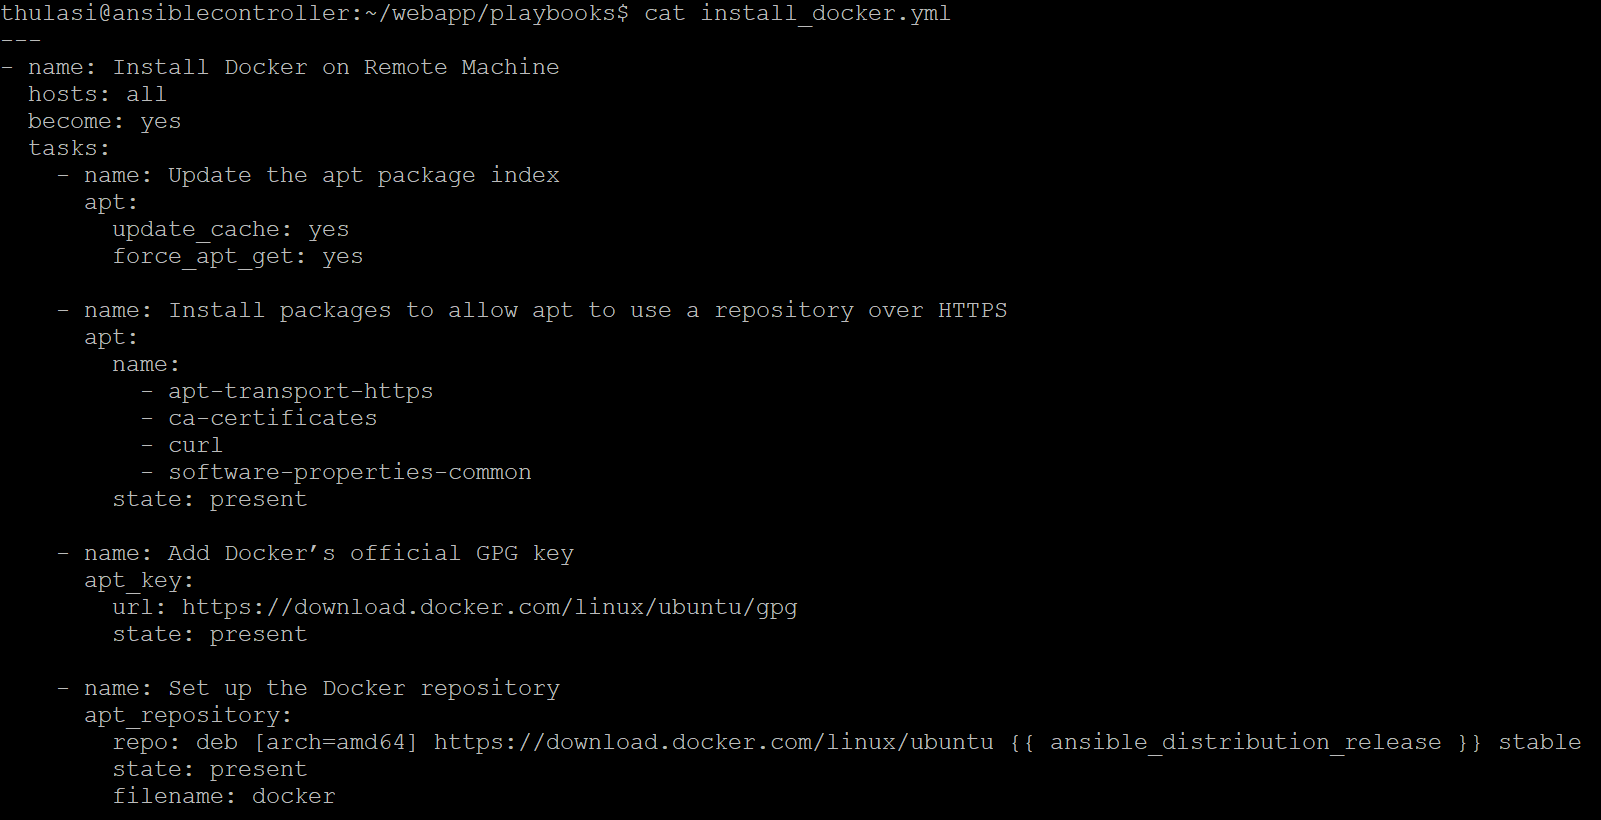 thulasi@ansiblecontroller:~/webapp/playbooks$ cat install_docker.yml
---
- name: Install Docker on Remote Machine
  hosts: all
  become: yes
  tasks:
    - name: Update the apt package index
      apt:
        update_cache: yes
        force_apt_get: yes

    - name: Install packages to allow apt to use a repository over HTTPS
      apt:
        name:
          - apt-transport-https
          - ca-certificates
          - curl
          - software-properties-common
        state: present

    - name: Add Docker’s official GPG key
      apt_key:
        url: https://download.docker.com/linux/ubuntu/gpg
        state: present

    - name: Set up the Docker repository
      apt_repository:
        repo: deb [arch=amd64] https://download.docker.com/linux/ubuntu {{ ansible_distribution_release }} stable
        state: present
        filename: docker